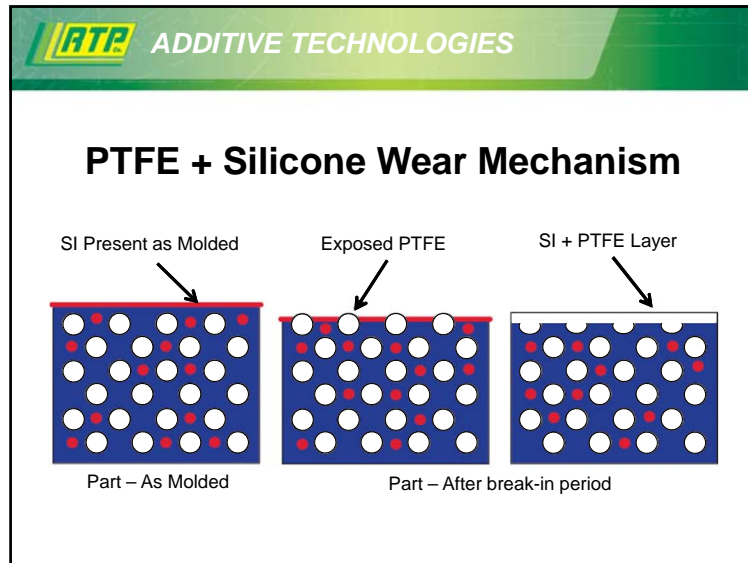 RTP
ADDITIVE TECHNOLOGIES
PTFE + Silicone Wear Mechanism
SI Present as Molded
Exposed PTFE
SI + PTFE Layer
Part – As Molded
Part – After break-in period